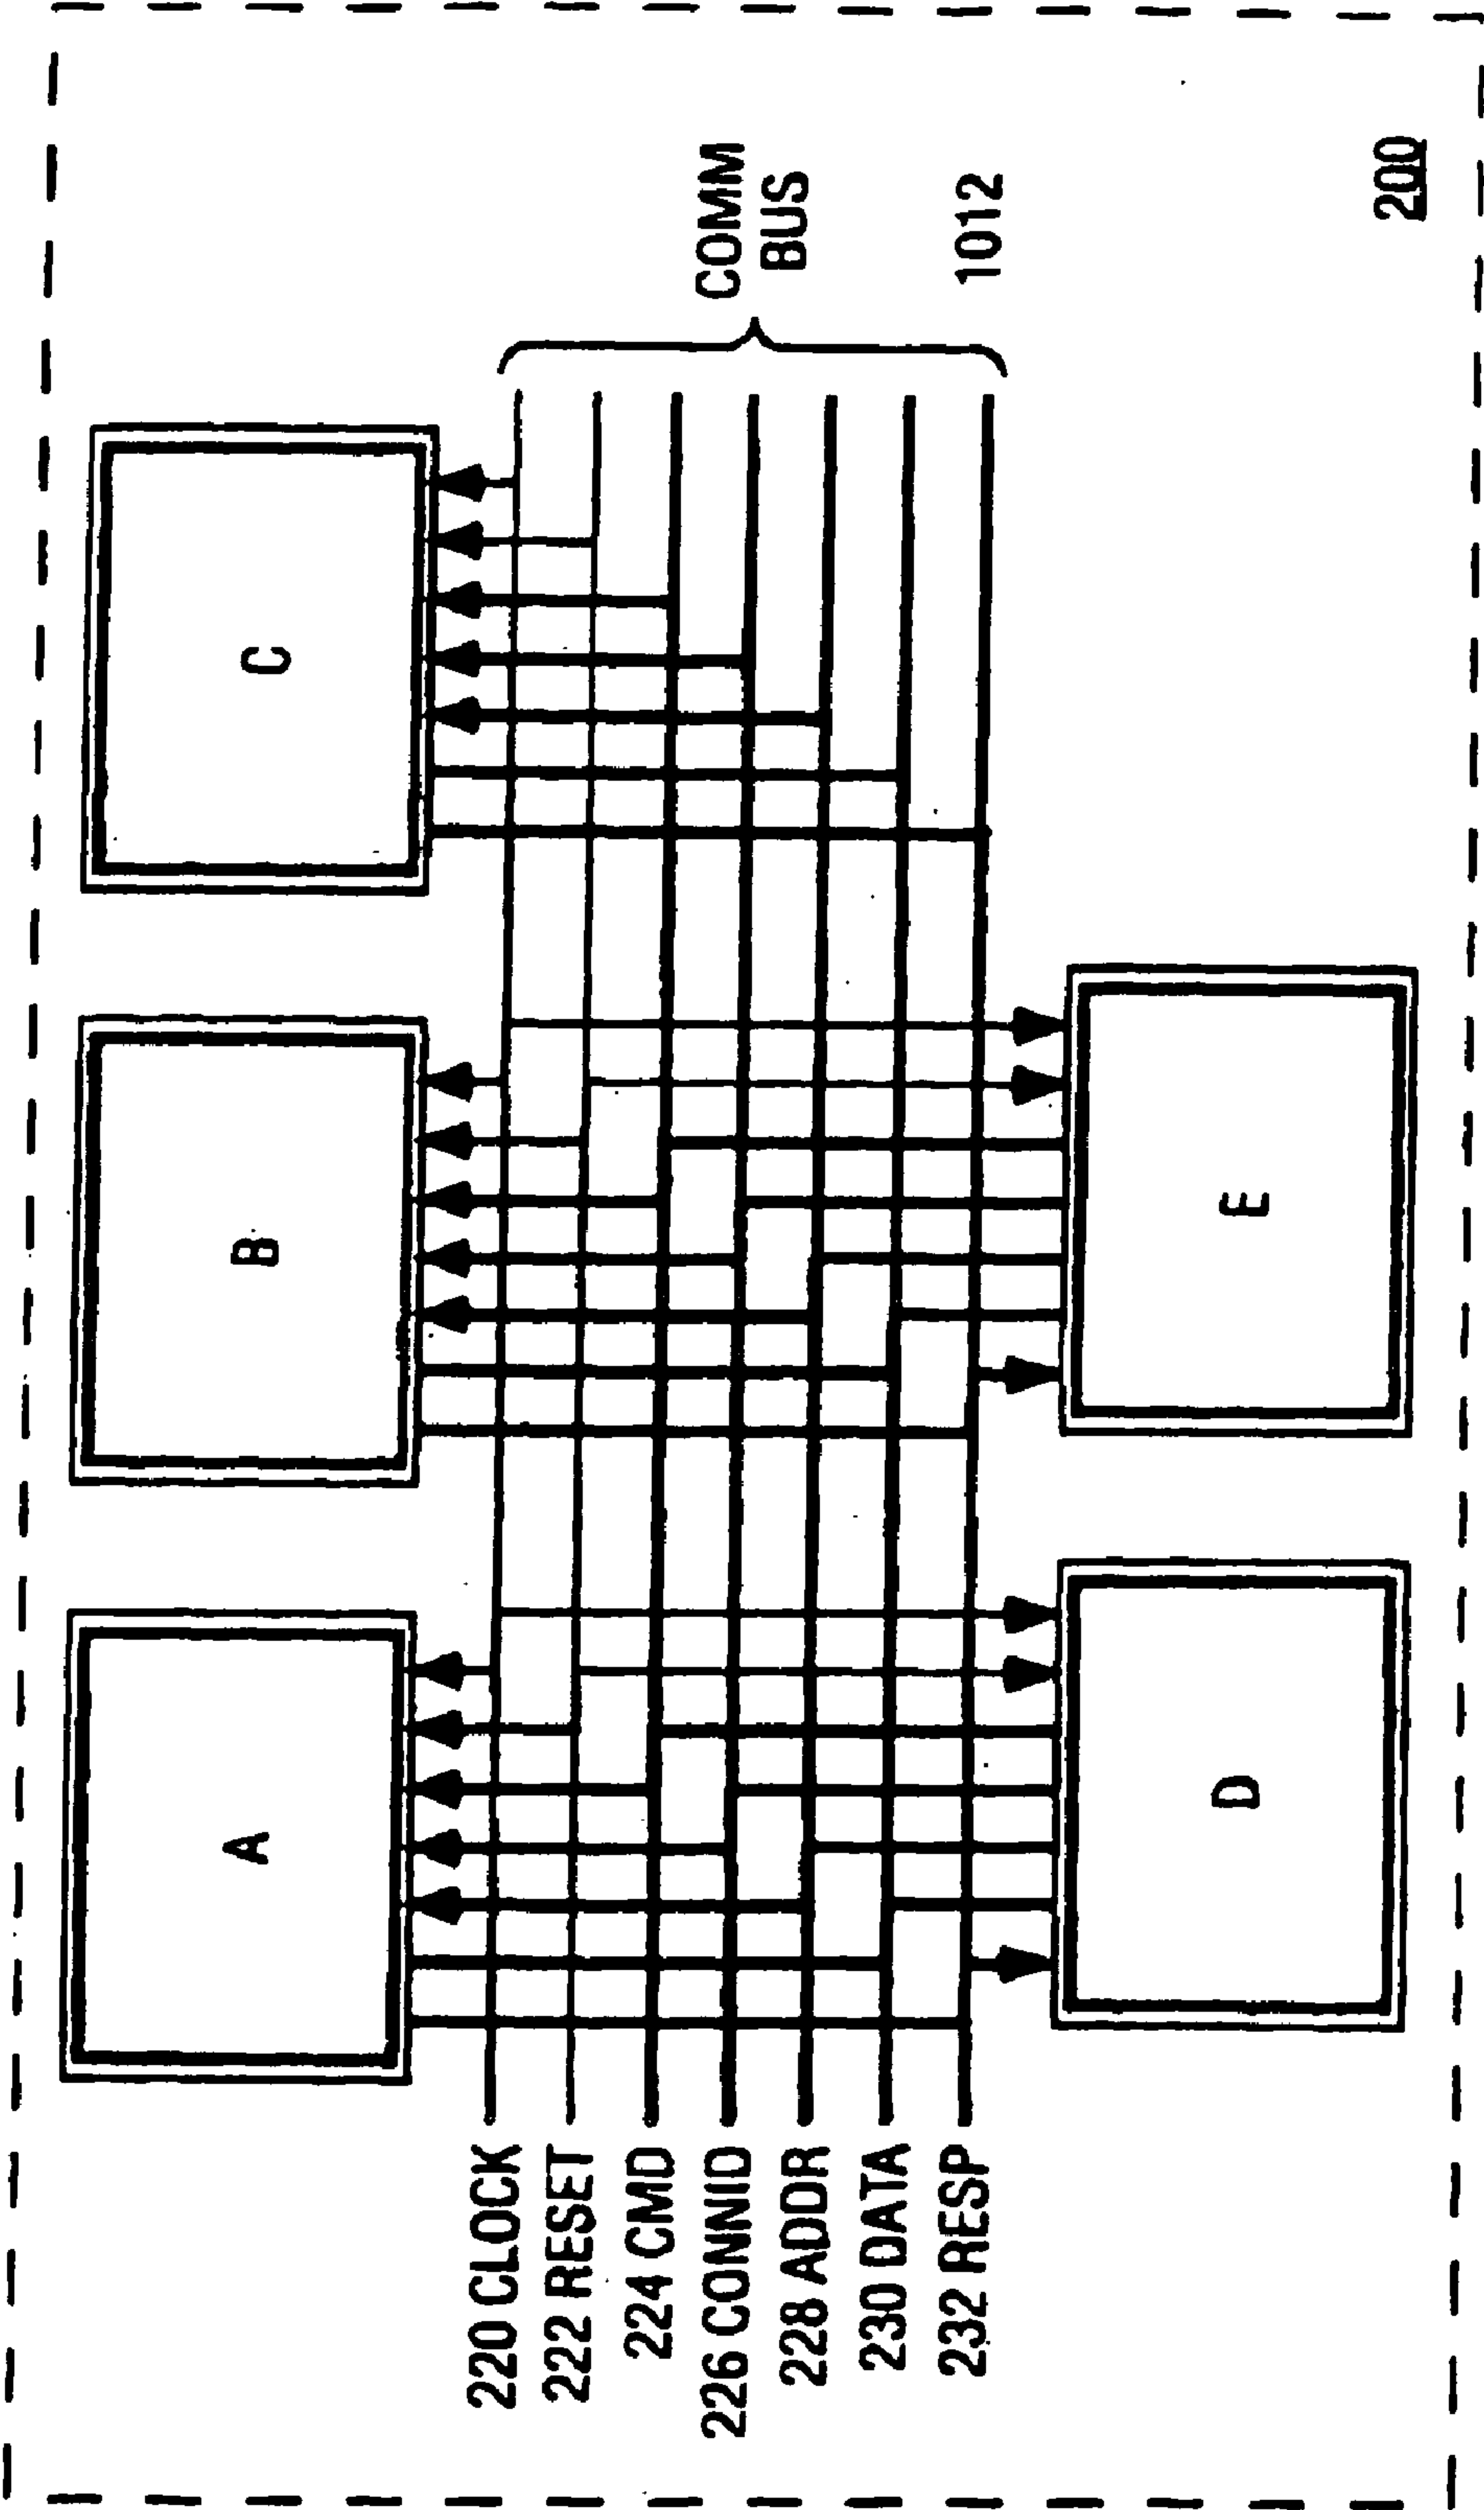 A
B
C
COMM
BUS
1012
220 CLOCK
222 RESET
224 CMD
226 CONNID
228 ADDR
230 DATA
232 RESP
D
E
200